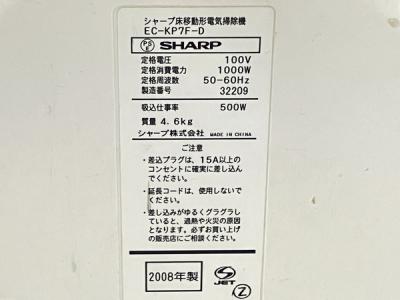 シャープ床移動形電気掃除機
EC-KP7F-D
PS E SHARP
定格電圧 100V
定格消費電力 1000W
定格周波数 50-60Hz
製造番号 32209
吸込仕事率 500W
質量 4.6kg
シャープ株式会社 MADE IN CHINA
ご注意
・差込プラグは、15A以上の
コンセントに確実に差し込ん
でください。
・延長コードは、使用しないで
ください。
・差し込みがゆるくグラグラ
していると、過熱や火災の原因
となります。必ずお買い上げ
の販売店にご相談ください。
2008年製
S JET
Z